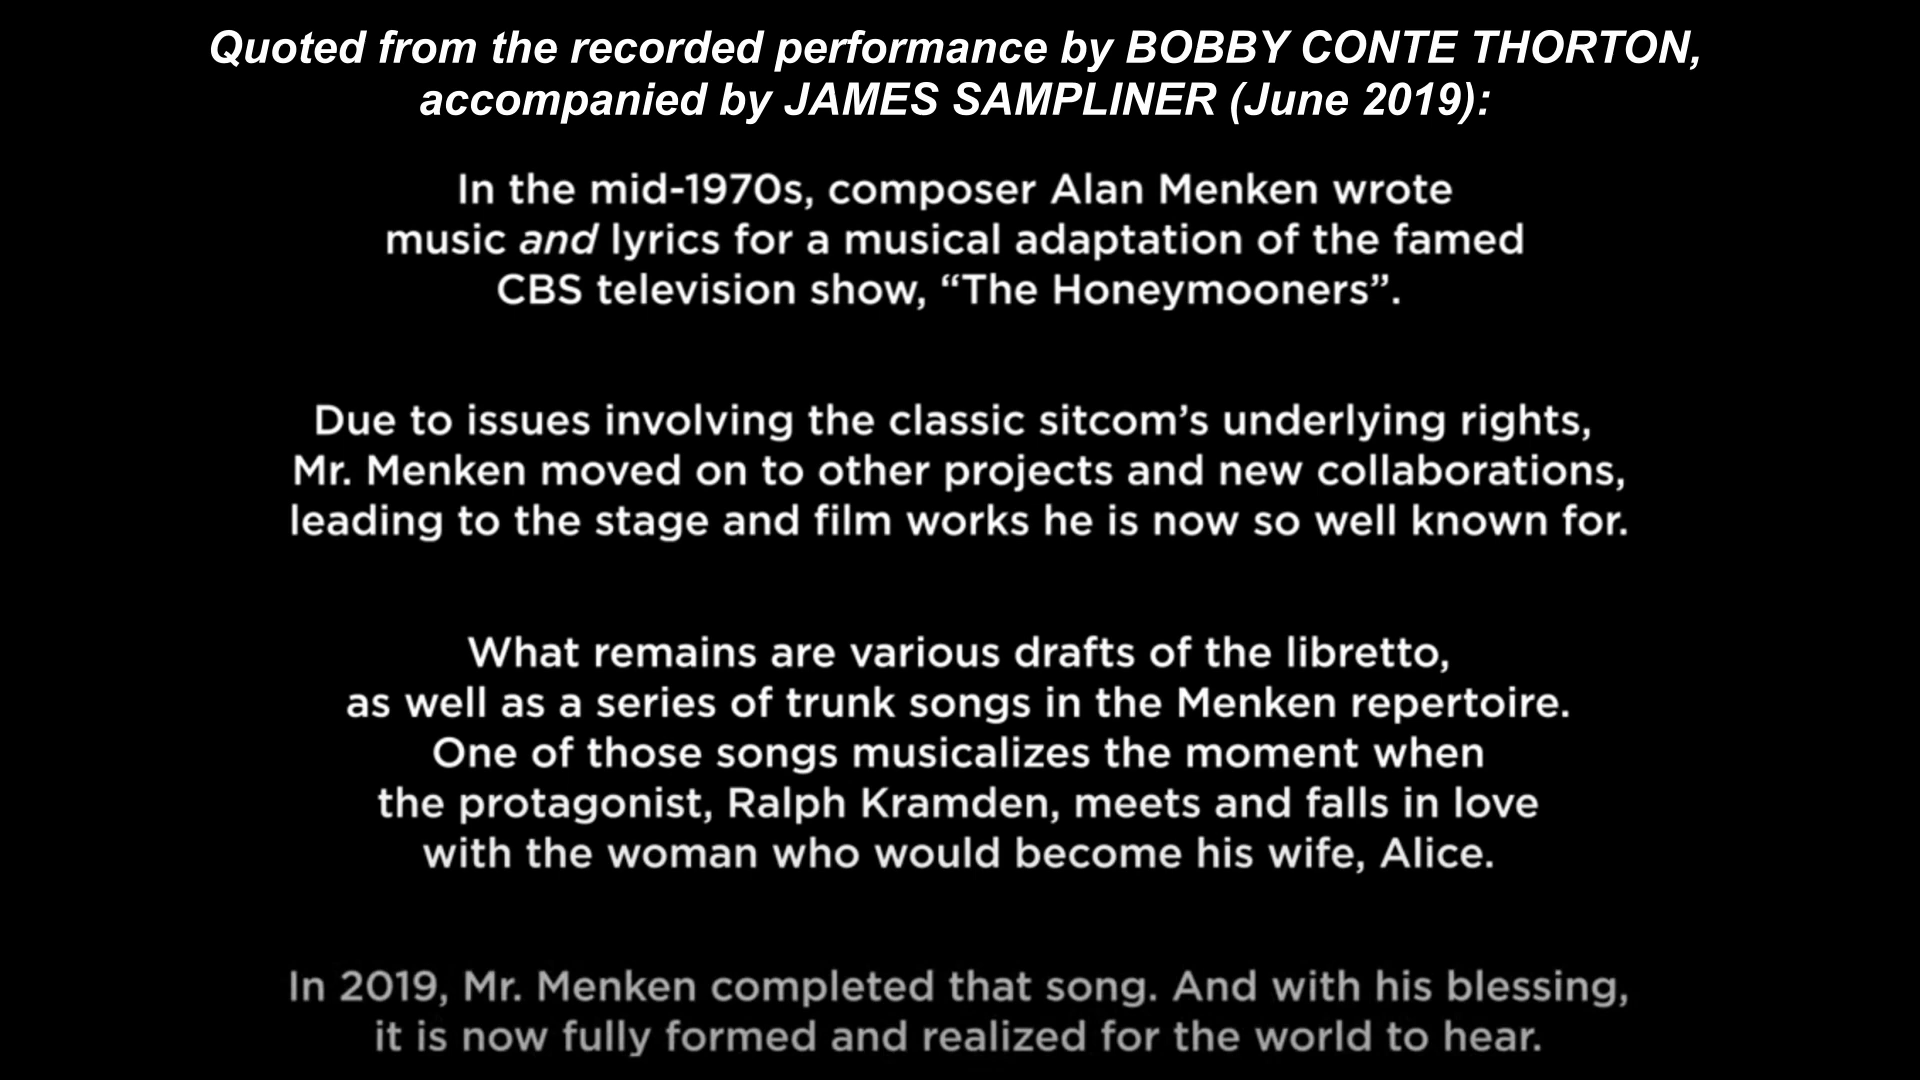 Quoted from the recorded performance by BOBBY CONTE THORTON,
accompanied by JAMES SAMPLINER (June 2019):
In the mid-1970s, composer Alan Menken wrote
music and lyrics for a musical adaptation of the famed
CBS television show, “The Honeymooners”.
Due to issues involving the classic sitcom’s underlying rights,
Mr. Menken moved on to other projects and new collaborations,
leading to the stage and film works he is now so well known for.
What remains are various drafts of the libretto,
as well as a series of trunk songs in the Menken repertoire.
One of those songs musicalizes the moment when
the protagonist, Ralph Kramden, meets and falls in love
with the woman who would become his wife, Alice.
In 2019, Mr. Menken completed that song. And with his blessing,
it is now fully formed and realized for the world to hear.